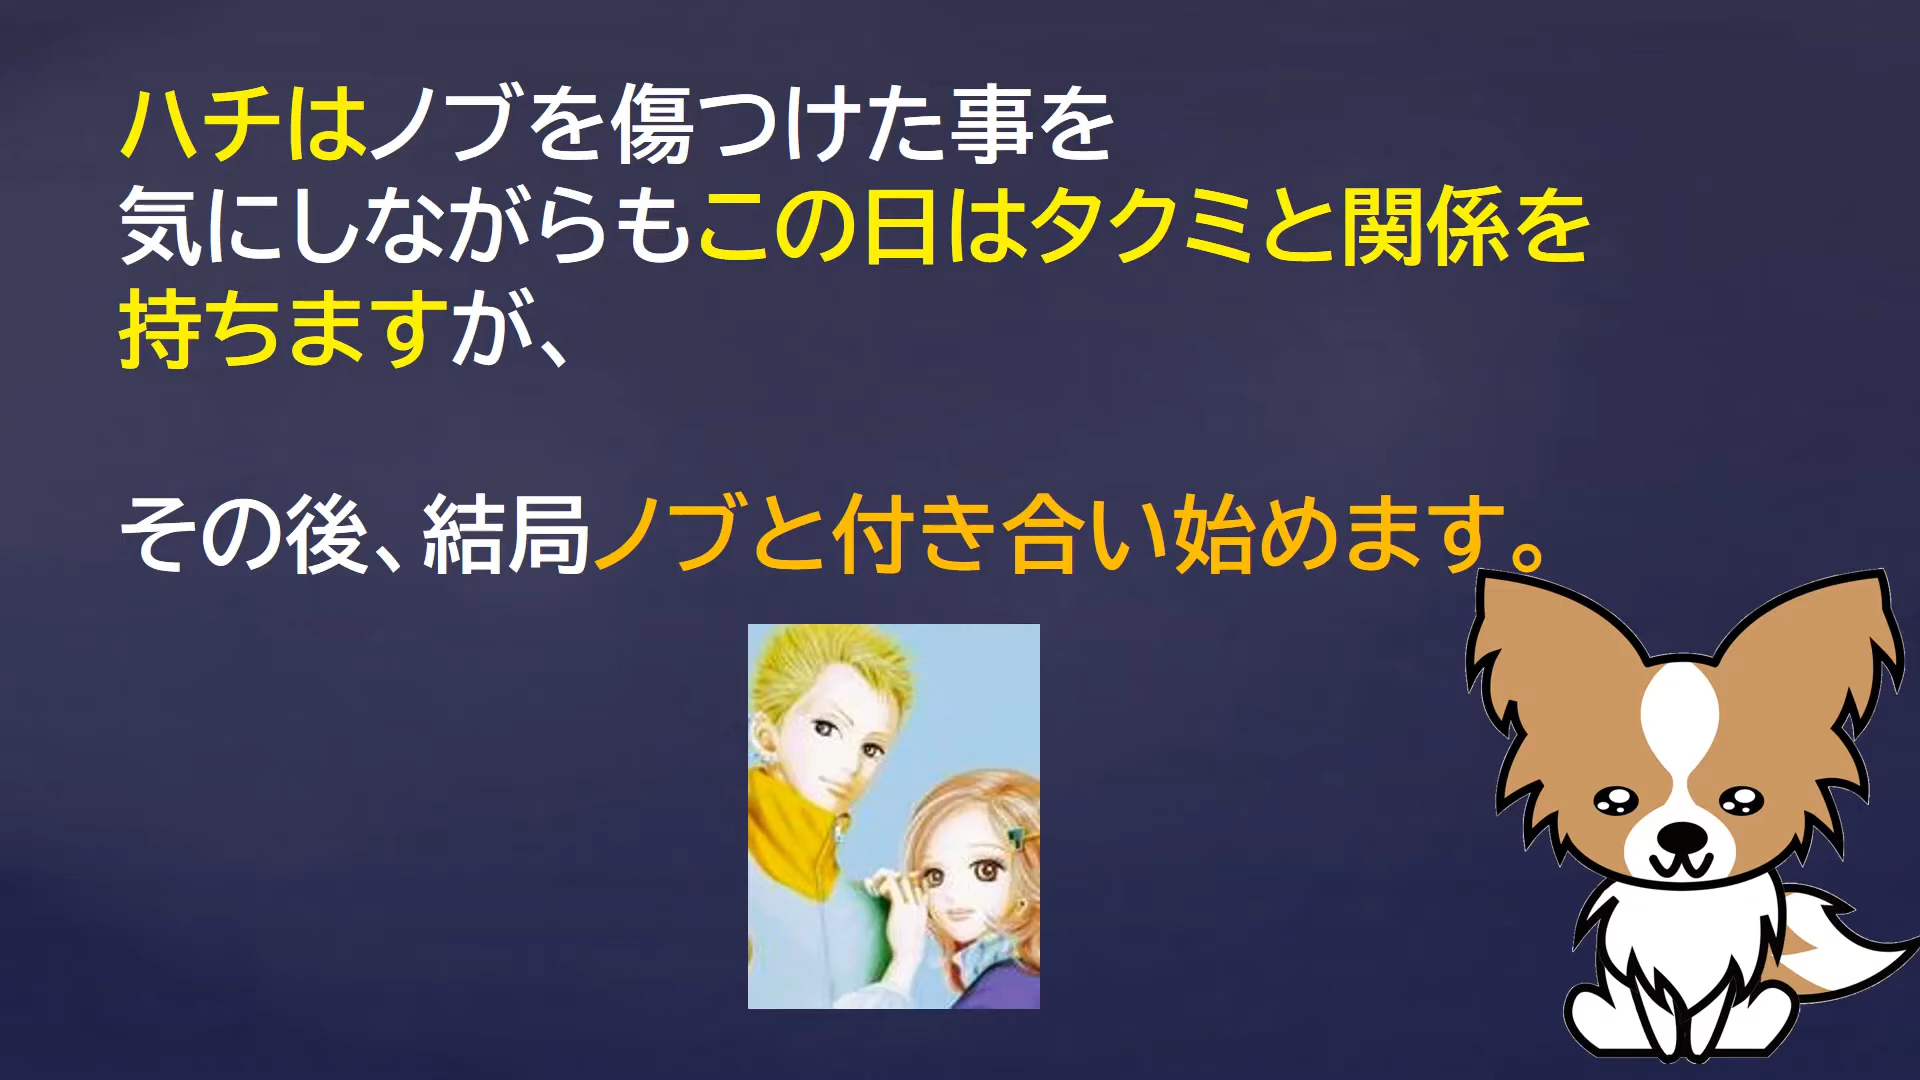 ハチはノブを傷つけた事を
気にしながらもこの日はタクミと関係を
持ちますが、
その後、結局ノブと付き合い始めます。